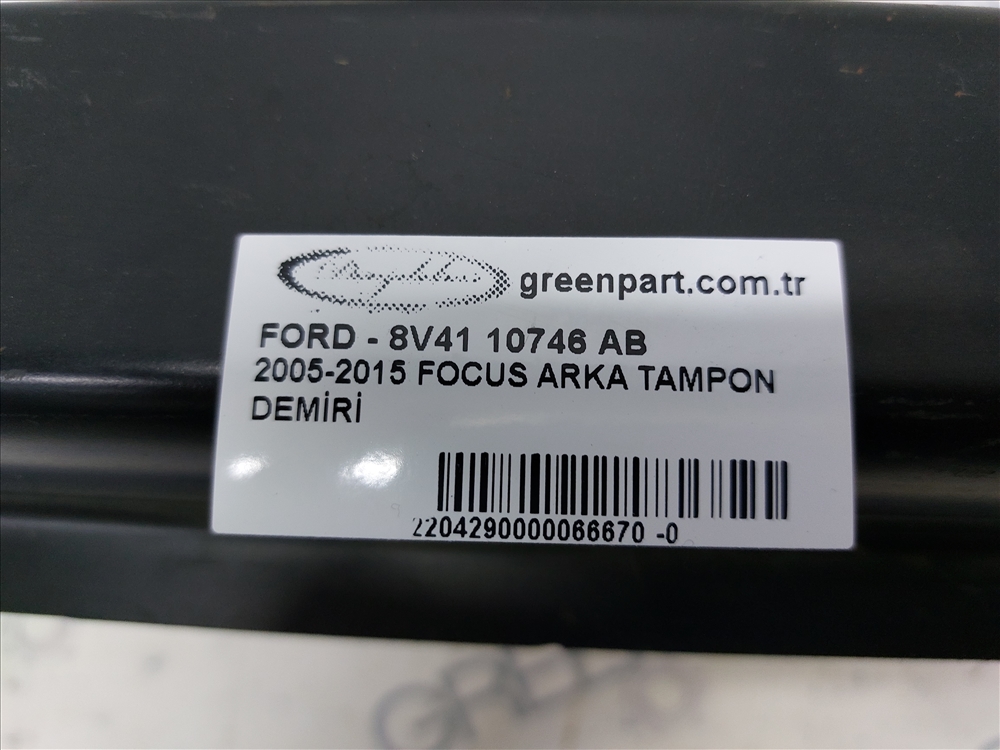 greenpart.com.tr
FORD - 8V41 10746 AB
2005-2015 FOCUS ARKA TAMPON
DEMİRİ
2204290000066670 -0